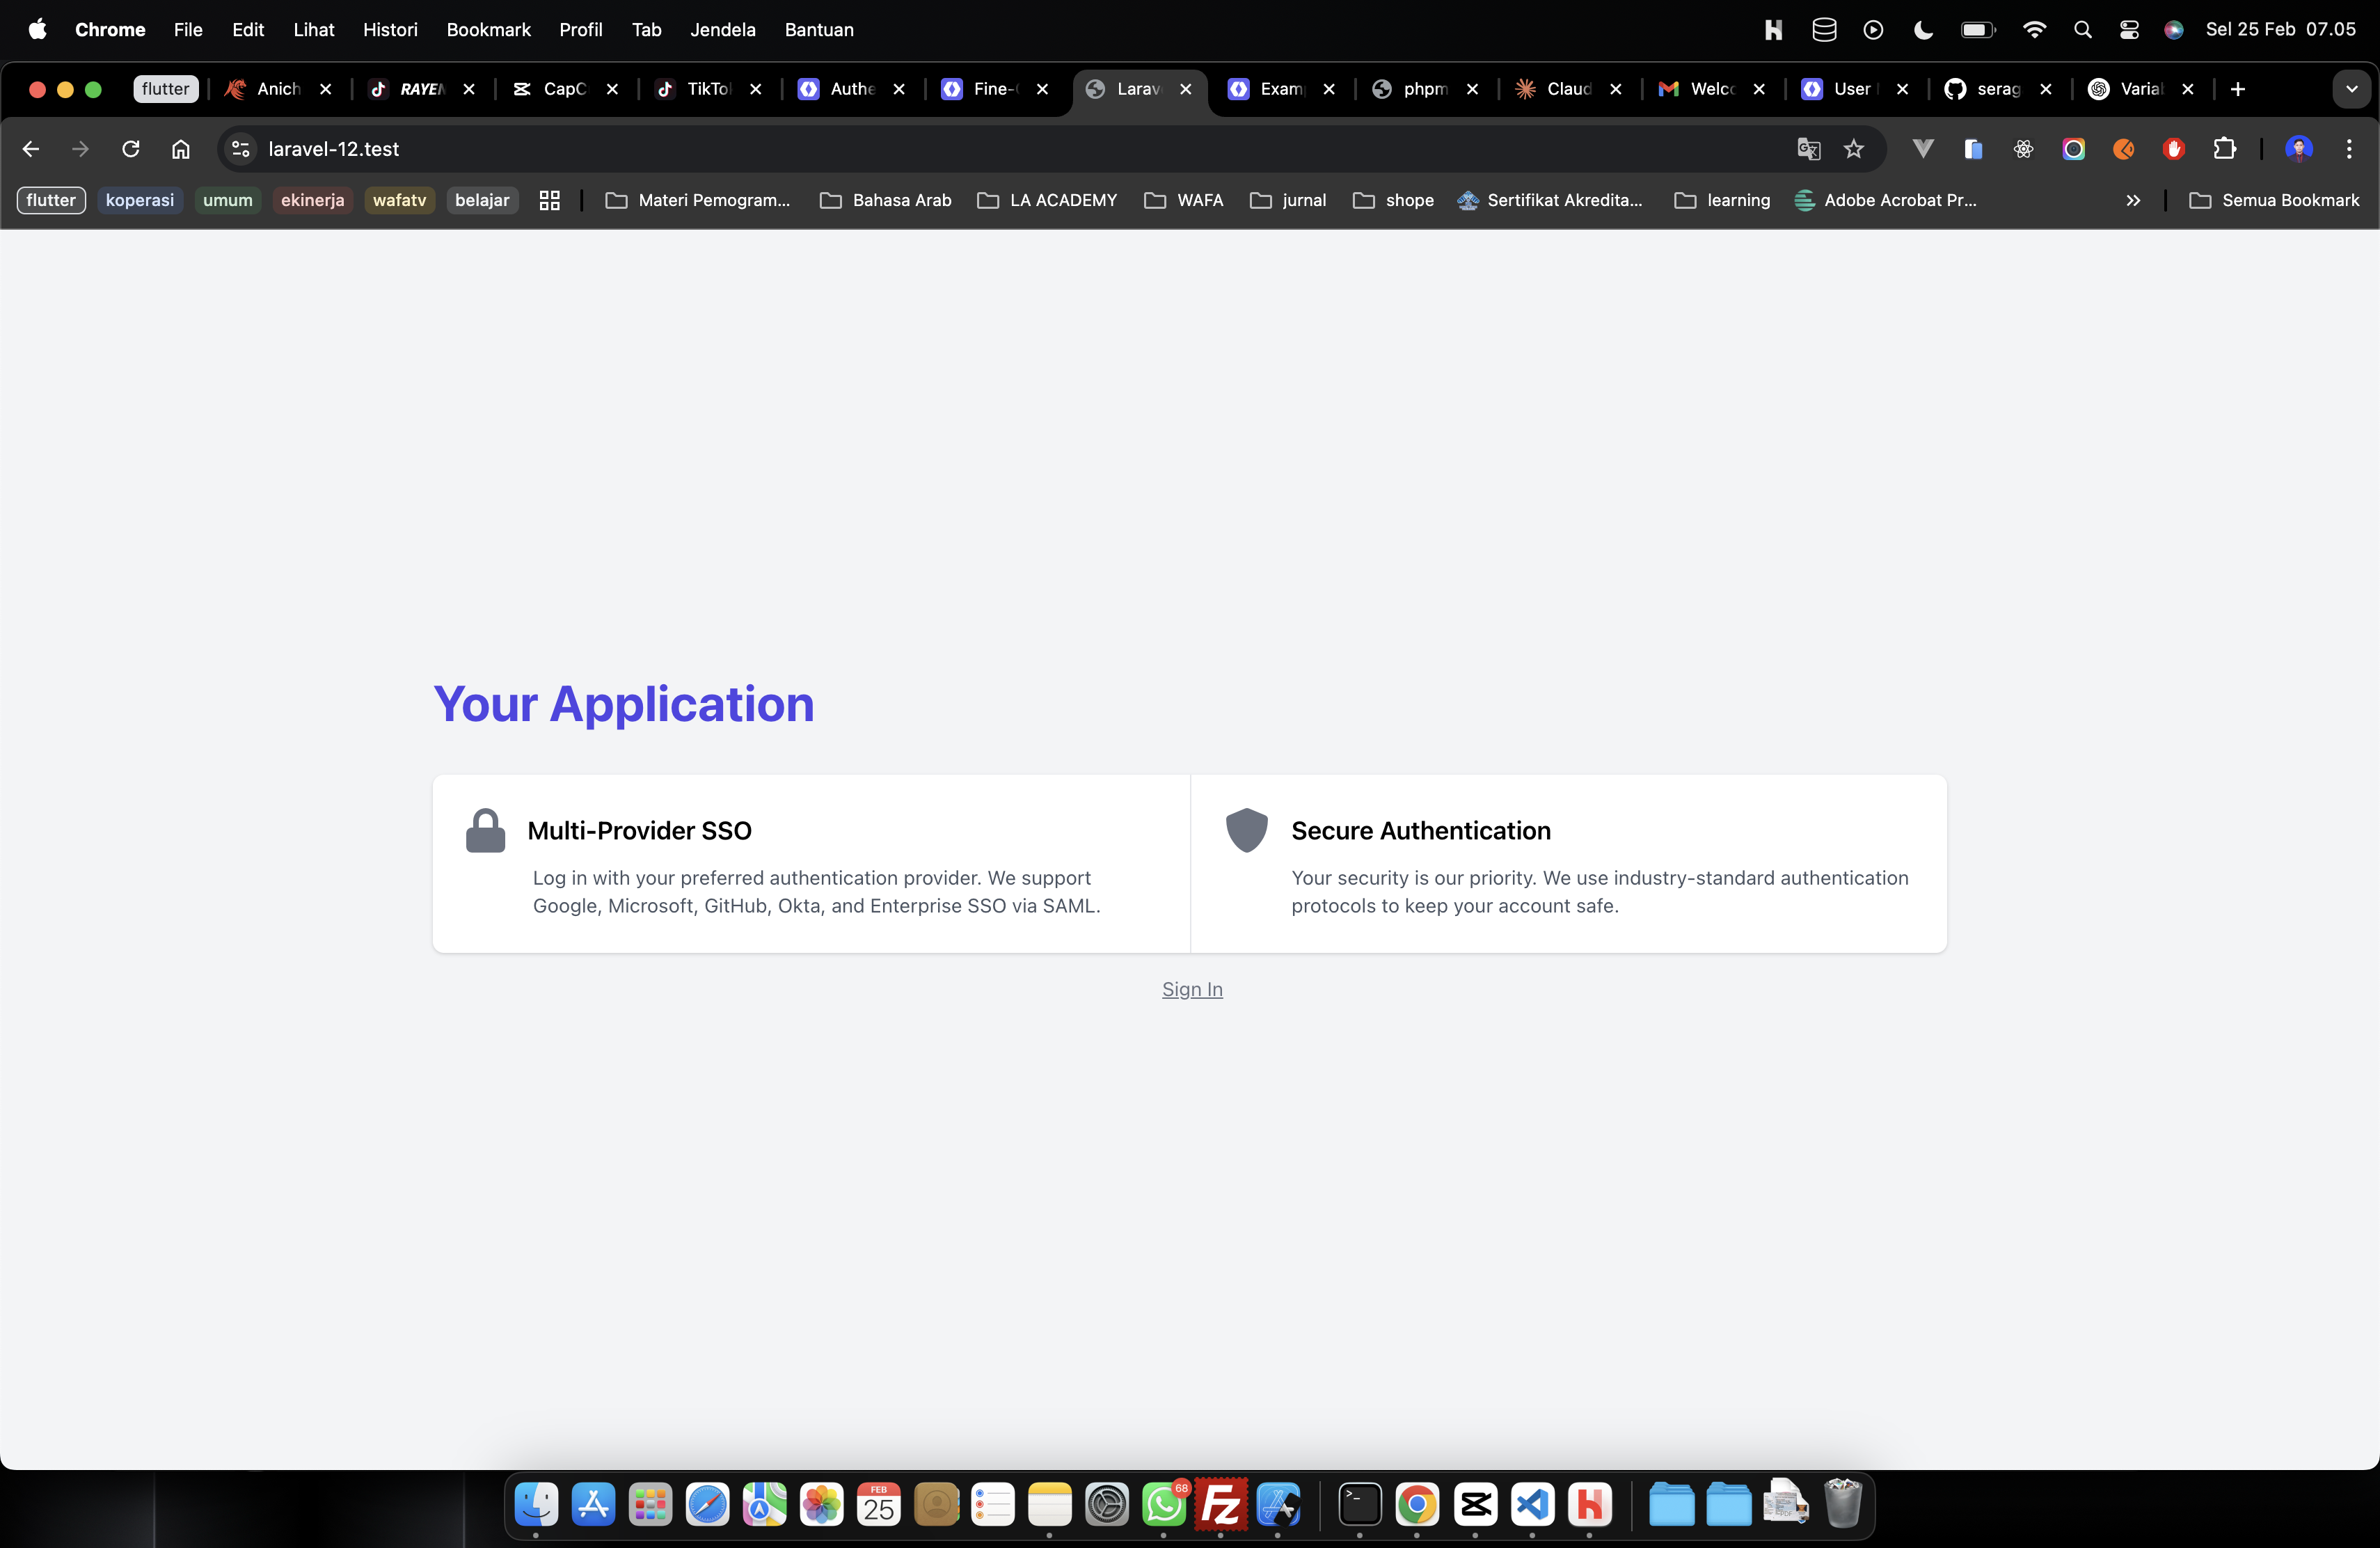 Chrome File Edit Lihat Histori Bookmark Profil Tab Jendela Bantuan Sel 25 Feb 07.05
flutter Anich RAYEN CapC TikTok Authe Fine- Larav Exam phpm Claud Welco User serag Varia
laravel-12.test
flutter koperasi umum ekinerja wafatv belajar Materi Pemogram... Bahasa Arab LA ACADEMY WAFA jurnal shope Sertifikat Akredita... learning Adobe Acrobat Pr... Semua Bookmark
Your Application
Multi-Provider SSO
Log in with your preferred authentication provider. We support
Google, Microsoft, GitHub, Okta, and Enterprise SSO via SAML.
Secure Authentication
Your security is our priority. We use industry-standard authentication
protocols to keep your account safe.
Sign In
FEB
25
68